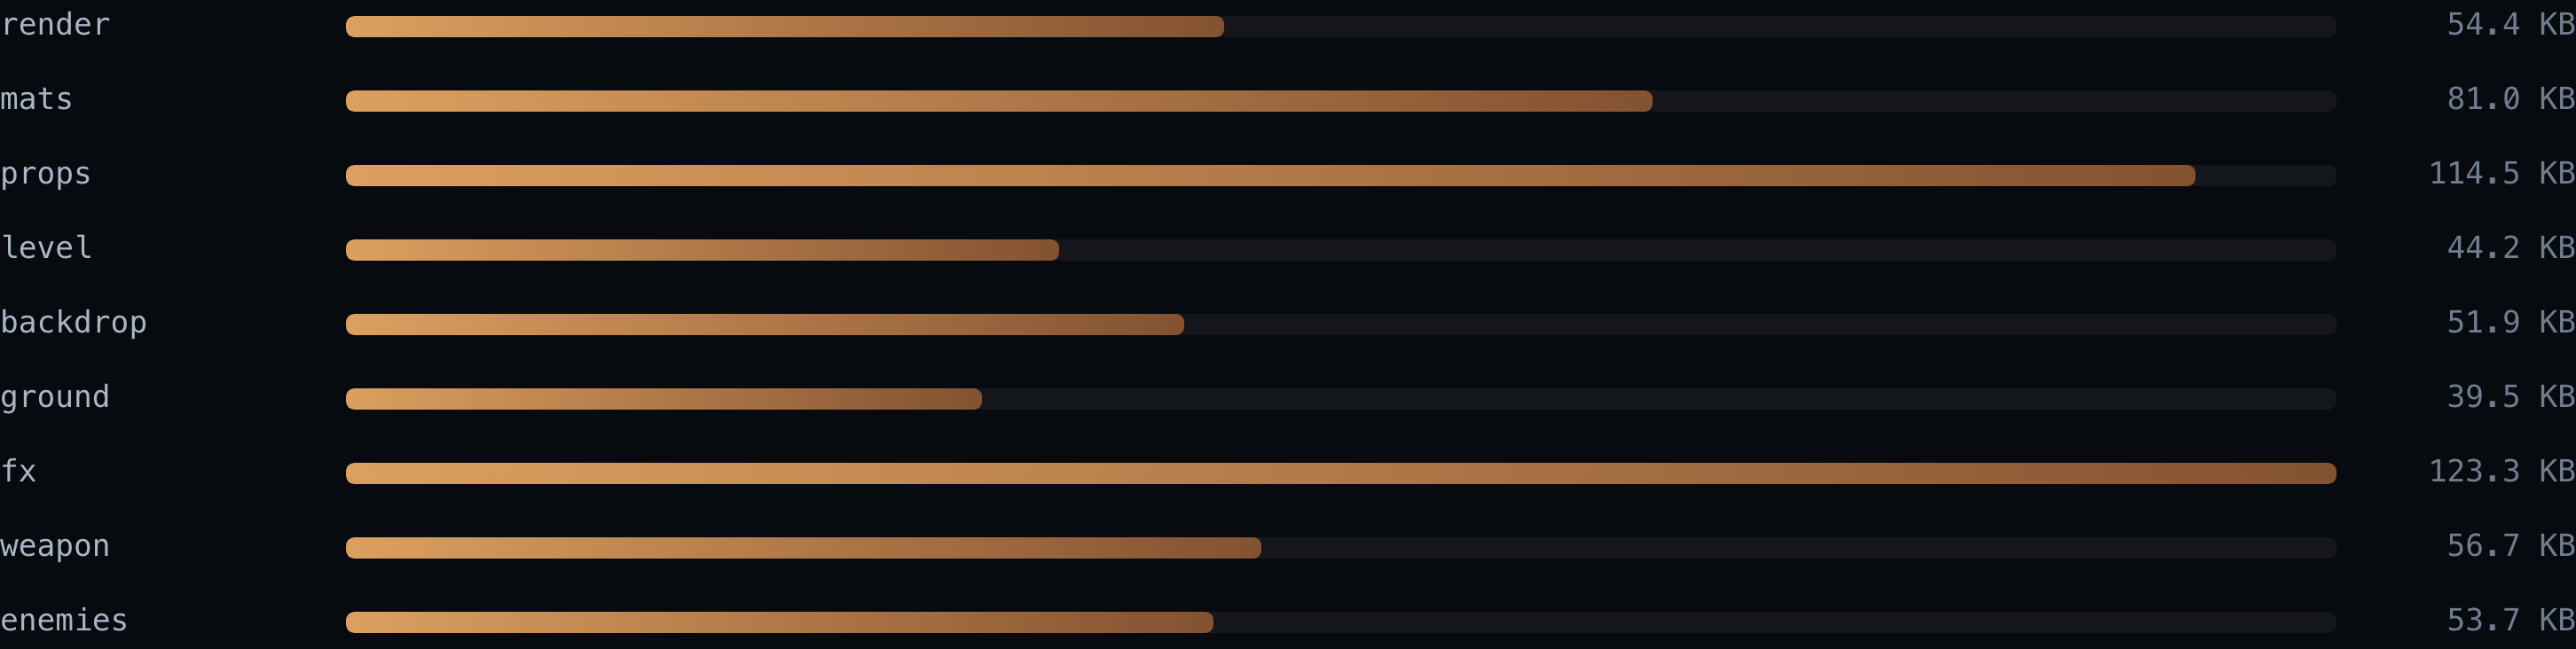 render 54.4 KB
mats 81.0 KB
props 114.5 KB
level 44.2 KB
backdrop 51.9 KB
ground 39.5 KB
fx 123.3 KB
weapon 56.7 KB
enemies 53.7 KB